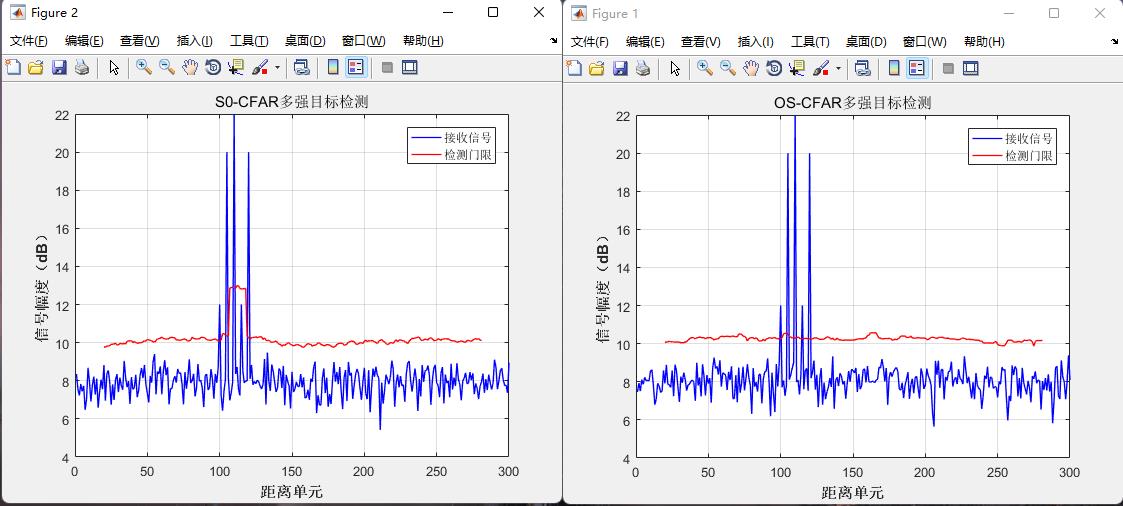 Figure 2
文件(F) 编辑(E) 查看(V) 插入(I) 工具(T) 桌面(D) 窗口(W) 帮助(H)
S0-CFAR多强目标检测
22
20
18
16
14
12
10
8
6
4
信号幅度（dB）
接收信号
检测门限
0 50 100 150 200 250 300
距离单元
Figure 1
文件(F) 编辑(E) 查看(V) 插入(I) 工具(T) 桌面(D) 窗口(W) 帮助(H)
OS-CFAR多强目标检测
22
20
18
16
14
12
10
8
6
4
信号幅度（dB）
接收信号
检测门限
0 50 100 150 200 250 300
距离单元